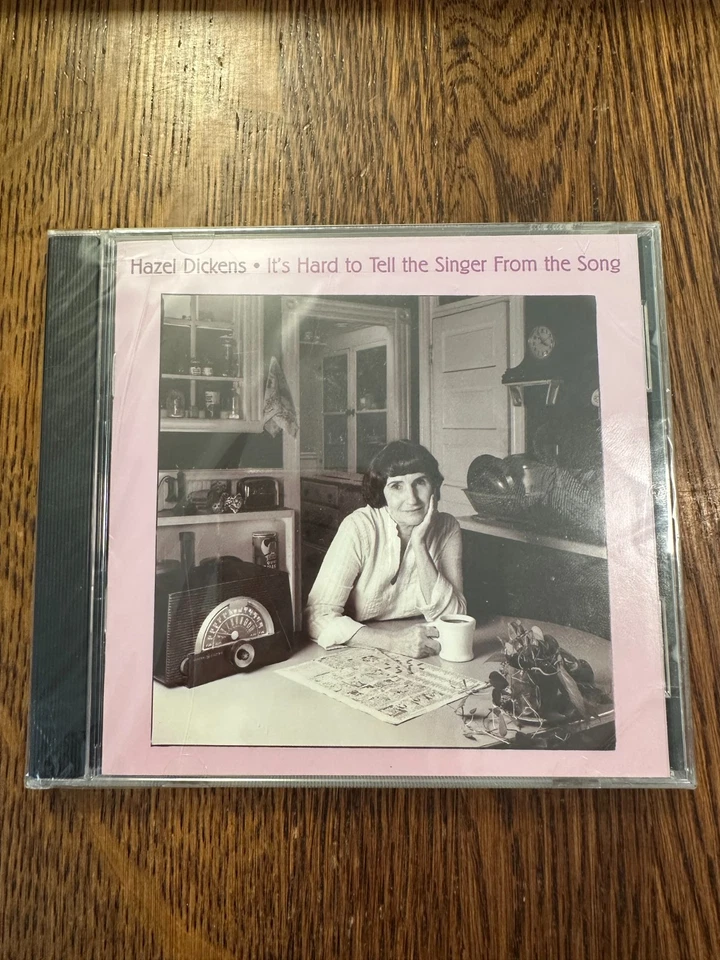 Hazel Dickens • It's Hard to Tell the Singer From the Song